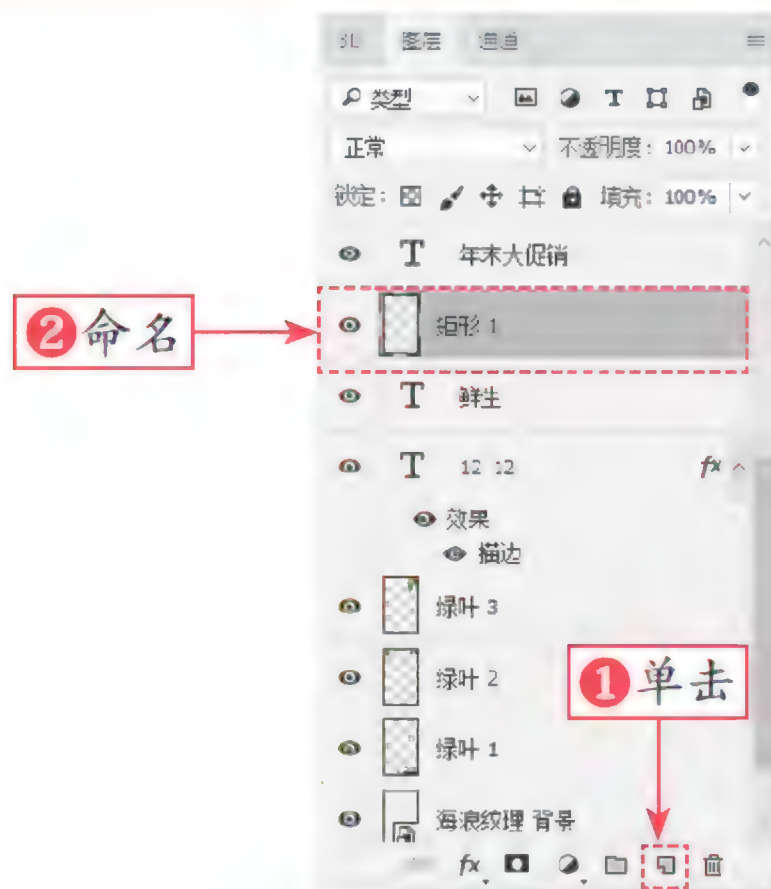 3D 图层 通道
类型 T
正常 不透明度: 100%
锁定: 填充: 100%
T 年末大促销
❷命名
矩形 1
T 鲜生
T 12 12 fx
效果
描边
绿叶 3
绿叶 2
❶单击
绿叶 1
海浪纹理 背景
fx